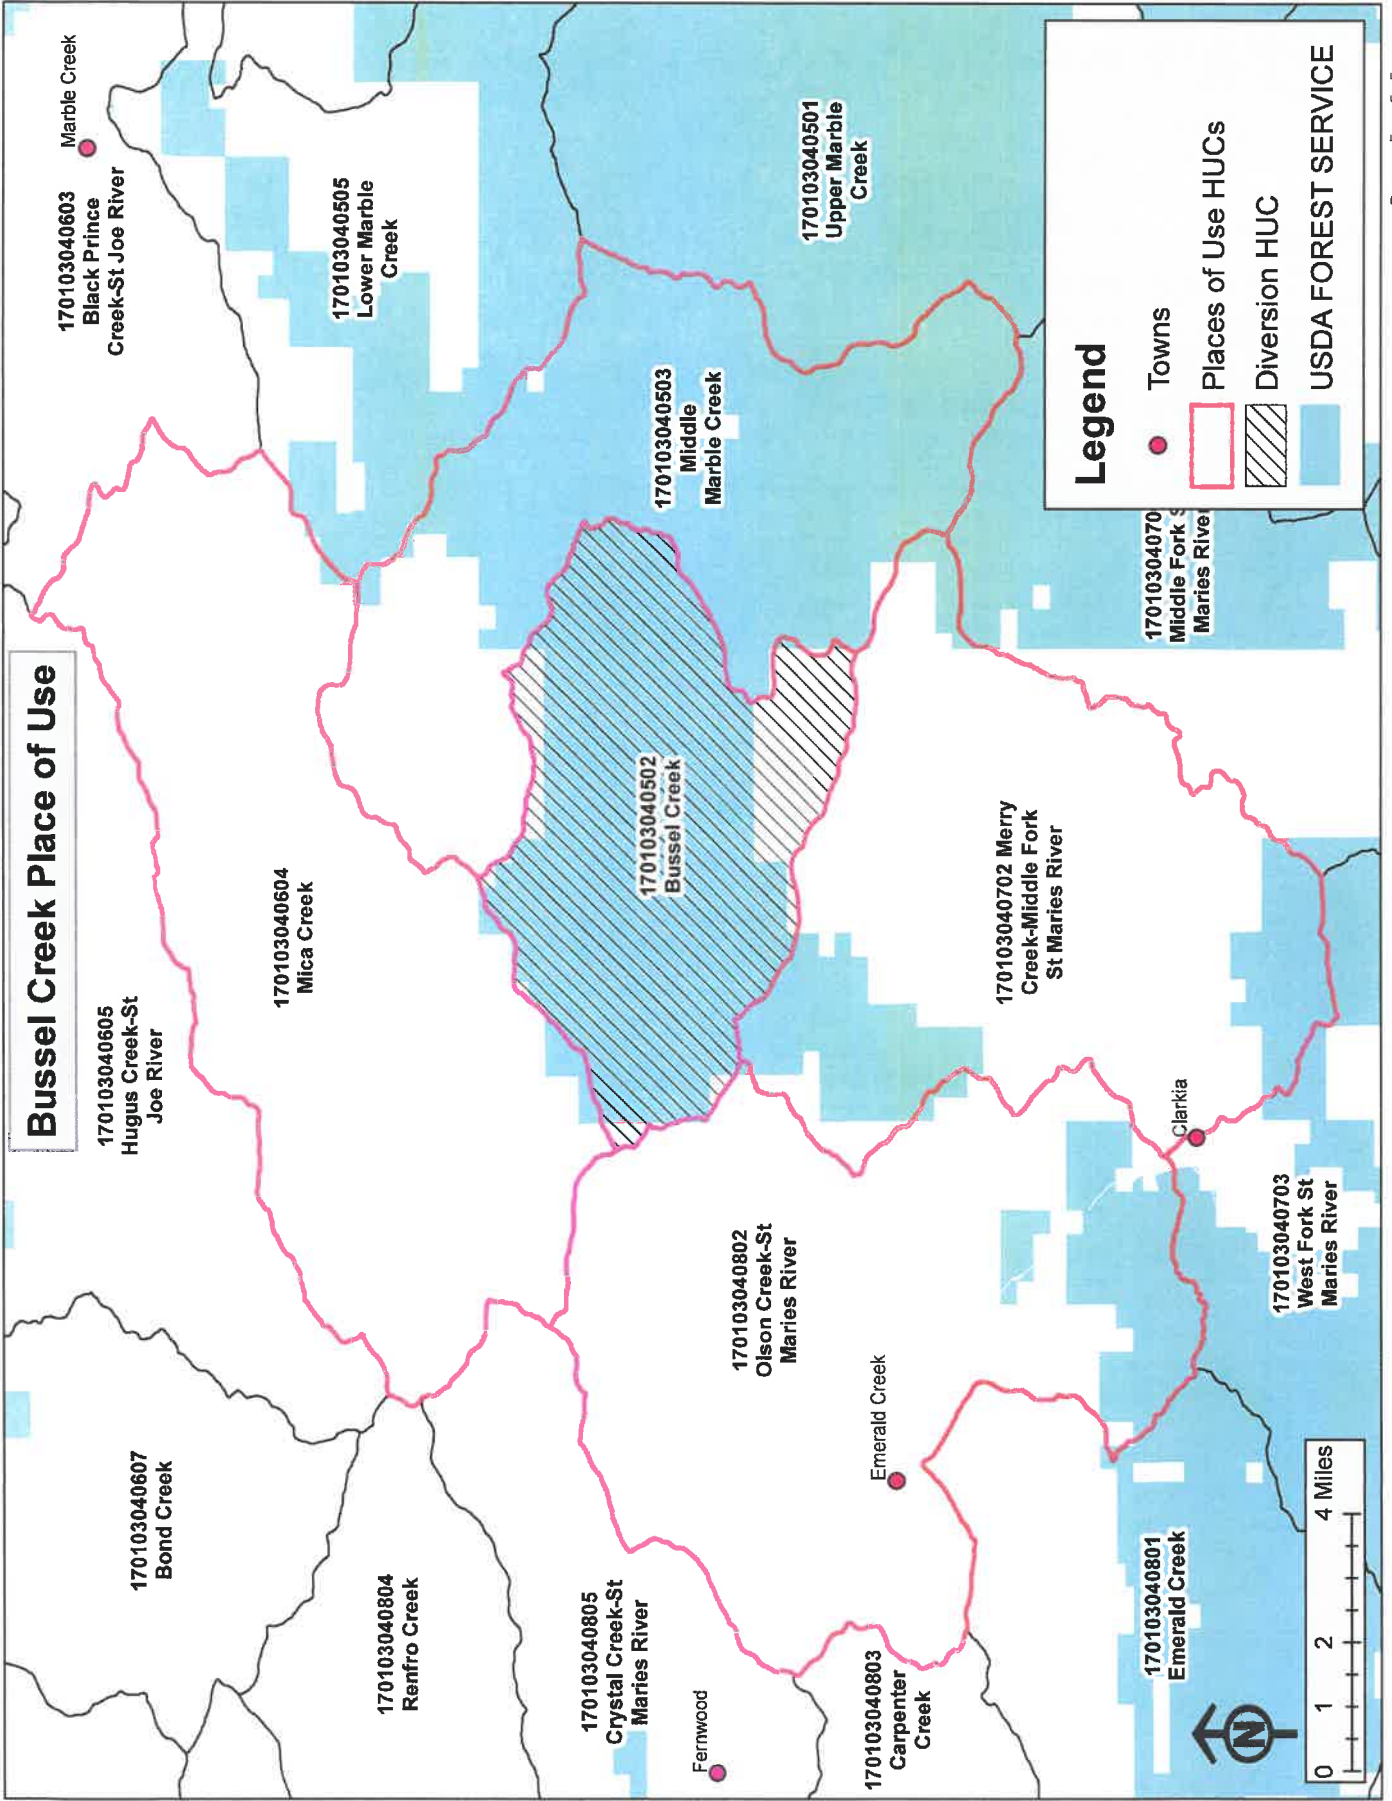 Bussel Creek Place of Use
170103040607
Bond Creek
170103040605
Hugus Creek-St
Joe River
170103040603
Black Prince
Creek-St Joe River
Marble Creek
170103040604
Mica Creek
170103040505
Lower Marble
Creek
170103040804
Renfro Creek
170103040805
Crystal Creek-St
Maries River
Fernwood
170103040802
Olson Creek-St
Maries River
170103040502
Bussel Creek
170103040503
Middle
Marble Creek
170103040501
Upper Marble
Creek
170103040803
Carpenter
Creek
Emerald Creek
170103040702 Merry
Creek-Middle Fork
St Maries River
170103040801
Emerald Creek
Clarkia
170103040703
West Fork St
Maries River
17010304070
Middle Fork S
Maries River
Legend
Towns
Places of Use HUCs
Diversion HUC
USDA FOREST SERVICE
N
0 1 2 4 Miles